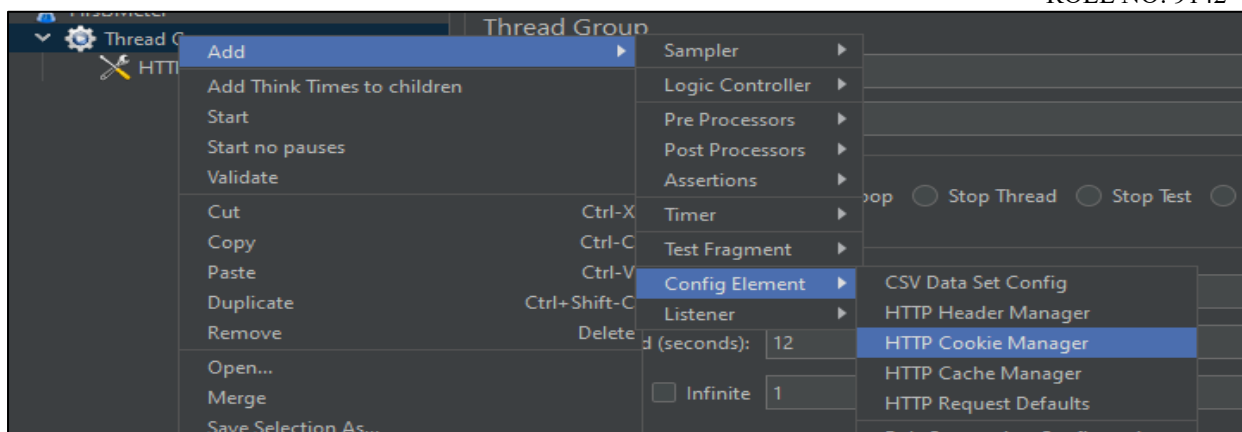 Thread Group
Thread G
HTT
Add
Add Think Times to children
Start
Start no pauses
Validate
Cut Ctrl-X
Copy Ctrl-C
Paste Ctrl-V
Duplicate Ctrl+Shift-C
Remove Delete
Open...
Merge
Save Selection As...
Sampler
Logic Controller
Pre Processors
Post Processors
Assertions
Timer
Test Fragment
Config Element
Listener
oop Stop Thread Stop Test
d (seconds): 12
Infinite 1
CSV Data Set Config
HTTP Header Manager
HTTP Cookie Manager
HTTP Cache Manager
HTTP Request Defaults